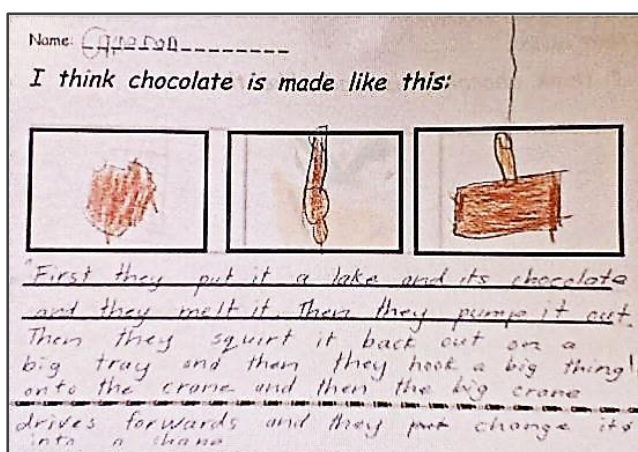 Name:
I think chocolate is made like this:
"First they put it a lake and its chocolate
and they melt it. Then they pump it out.
Then they squirt it back out on a
big tray and then they hook a big thing
onto the crane and then the big crane
drives forwards and they put change its
into a shape